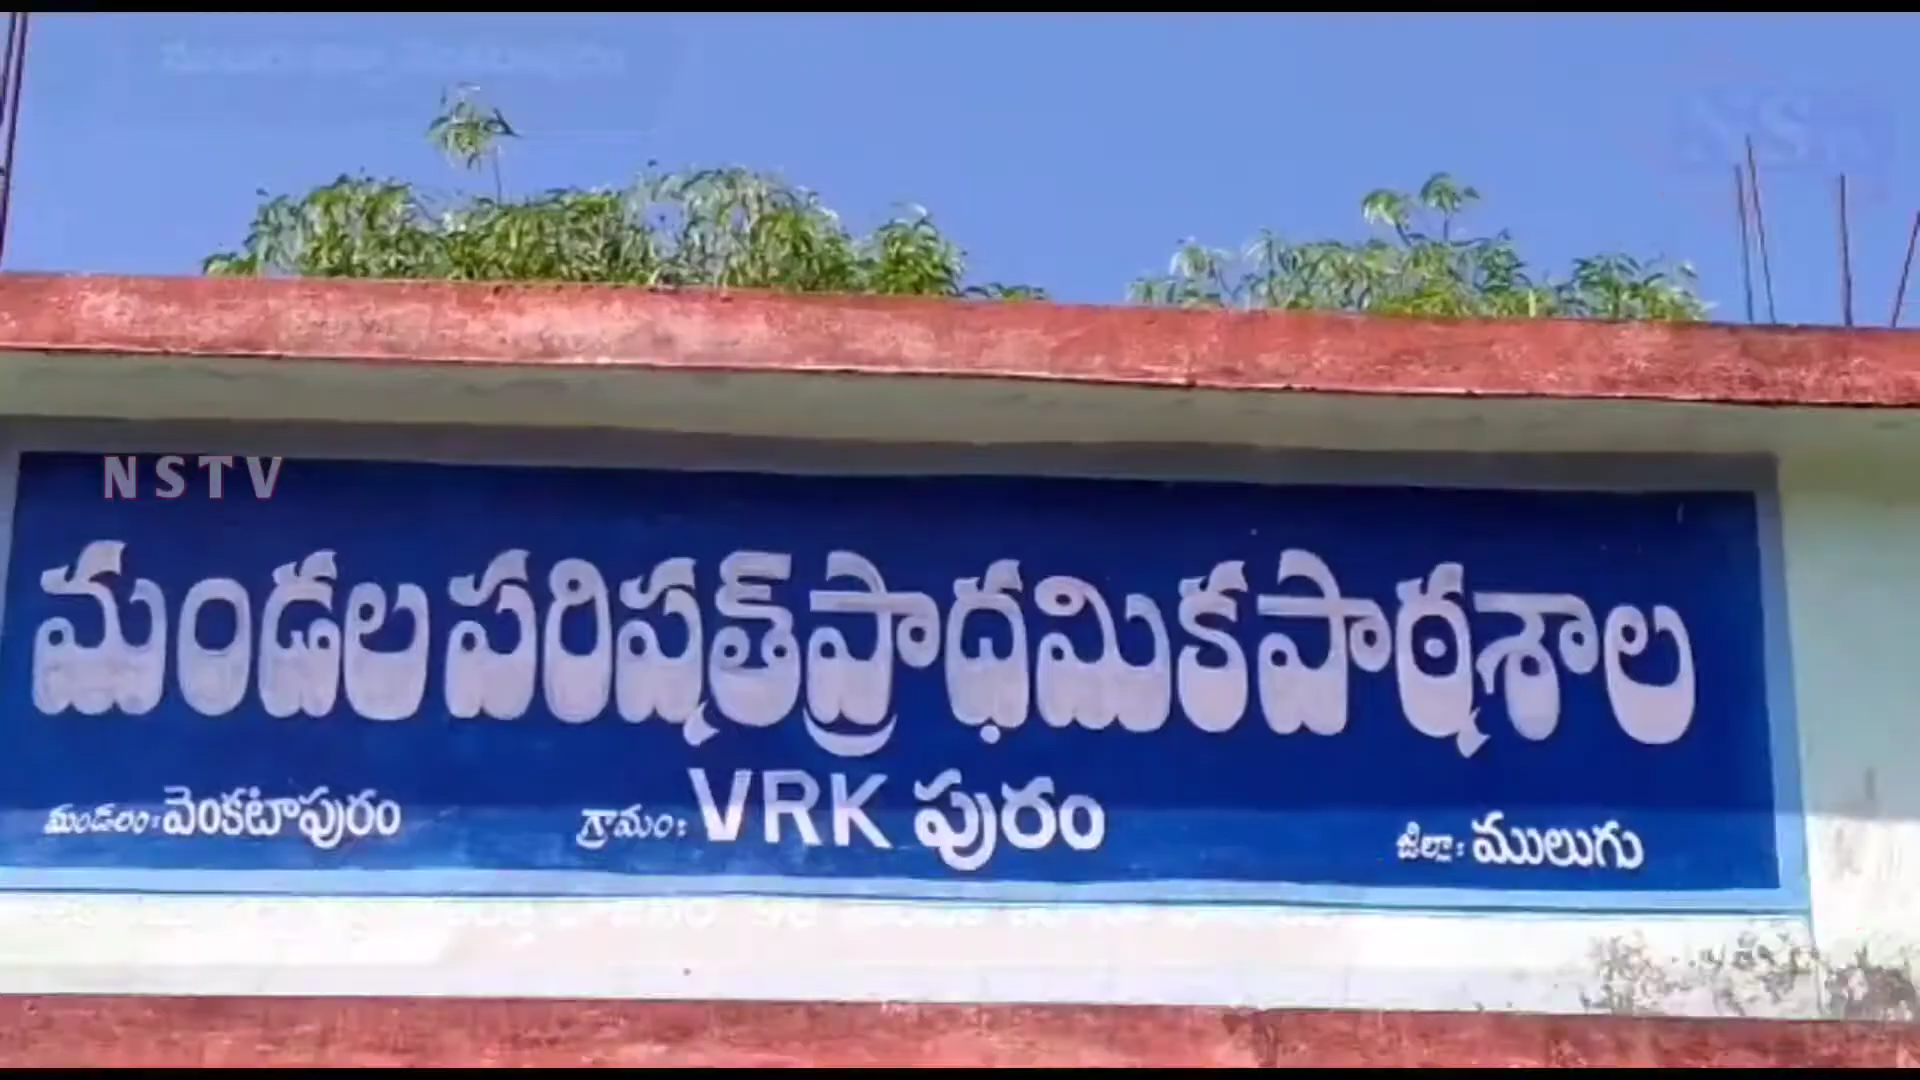 NSTV
మండల పరిషత్ ప్రాథమిక పాఠశాల
మండలం: వెంకటాపురం గ్రామం: VRK పురం జిల్లా: ములుగు